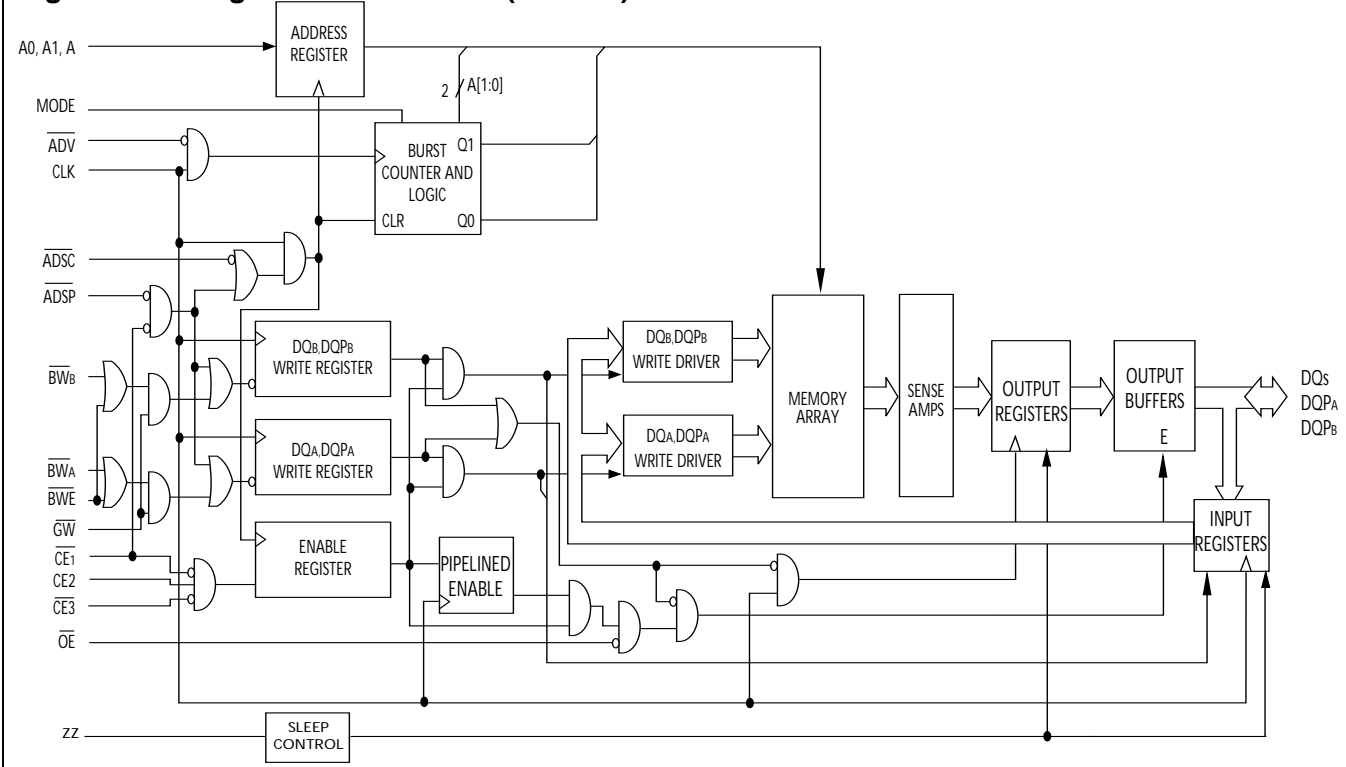 A0, A1, A
ADDRESS
REGISTER
2
A[1:0]
MODE
ADV
CLK
BURST
COUNTER AND
LOGIC
Q1
CLR
Q0
ADSC
ADSP
DQB,DQPB
WRITE REGISTER
DQB,DQPB
WRITE DRIVER
BWB
DQA,DQPA
WRITE REGISTER
DQA,DQPA
WRITE DRIVER
MEMORY
ARRAY
SENSE
AMPS
OUTPUT
REGISTERS
OUTPUT
BUFFERS
E
DQs
DQPA
DQPB
BWA
BWE
GW
CE1
CE2
CE3
ENABLE
REGISTER
PIPELINED
ENABLE
INPUT
REGISTERS
OE
ZZ
SLEEP
CONTROL